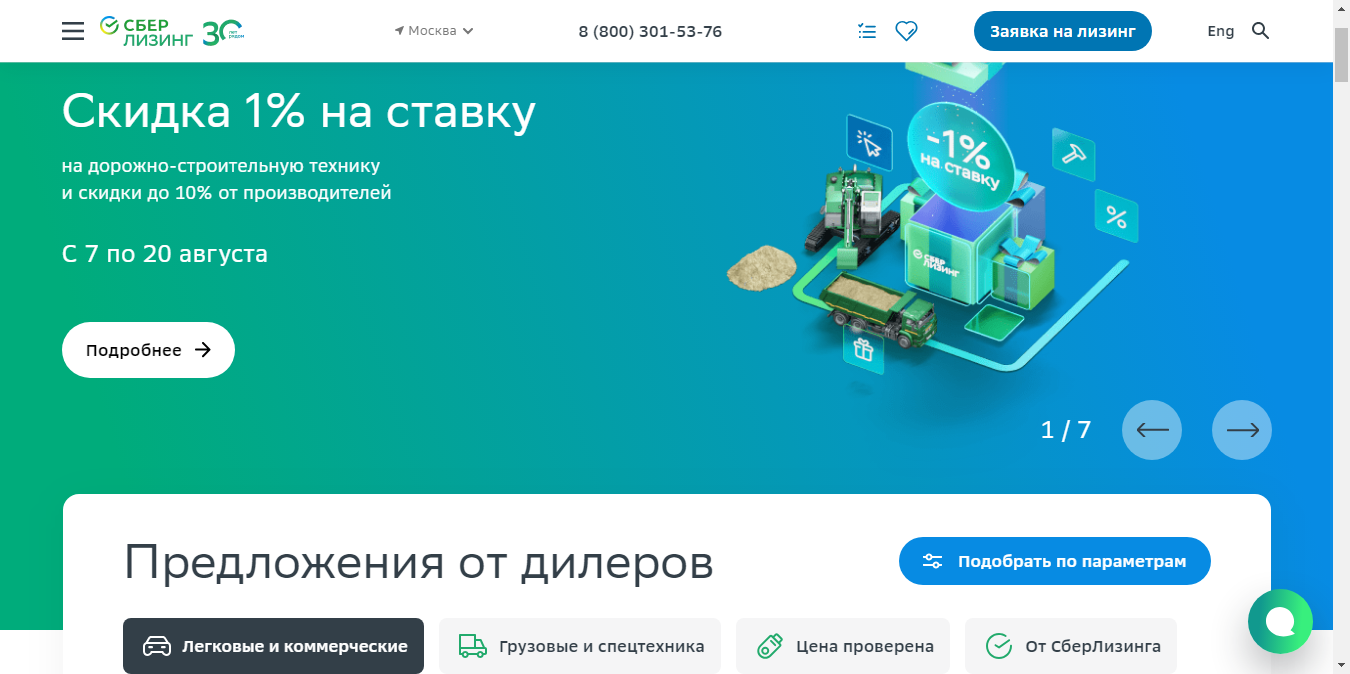 СБЕР
ЛИЗИНГ
30 лет
рядом
Москва
8 (800) 301-53-76
Заявка на лизинг
Eng
Скидка 1% на ставку
на дорожно-строительную технику
и скидки до 10% от производителей
С 7 по 20 августа
Подробнее
-1%
на ставку
%
СБЕР
ЛИЗИНГ
1 / 7
Предложения от дилеров
Подобрать по параметрам
Легковые и коммерческие
Грузовые и спецтехника
Цена проверена
От СберЛизинга